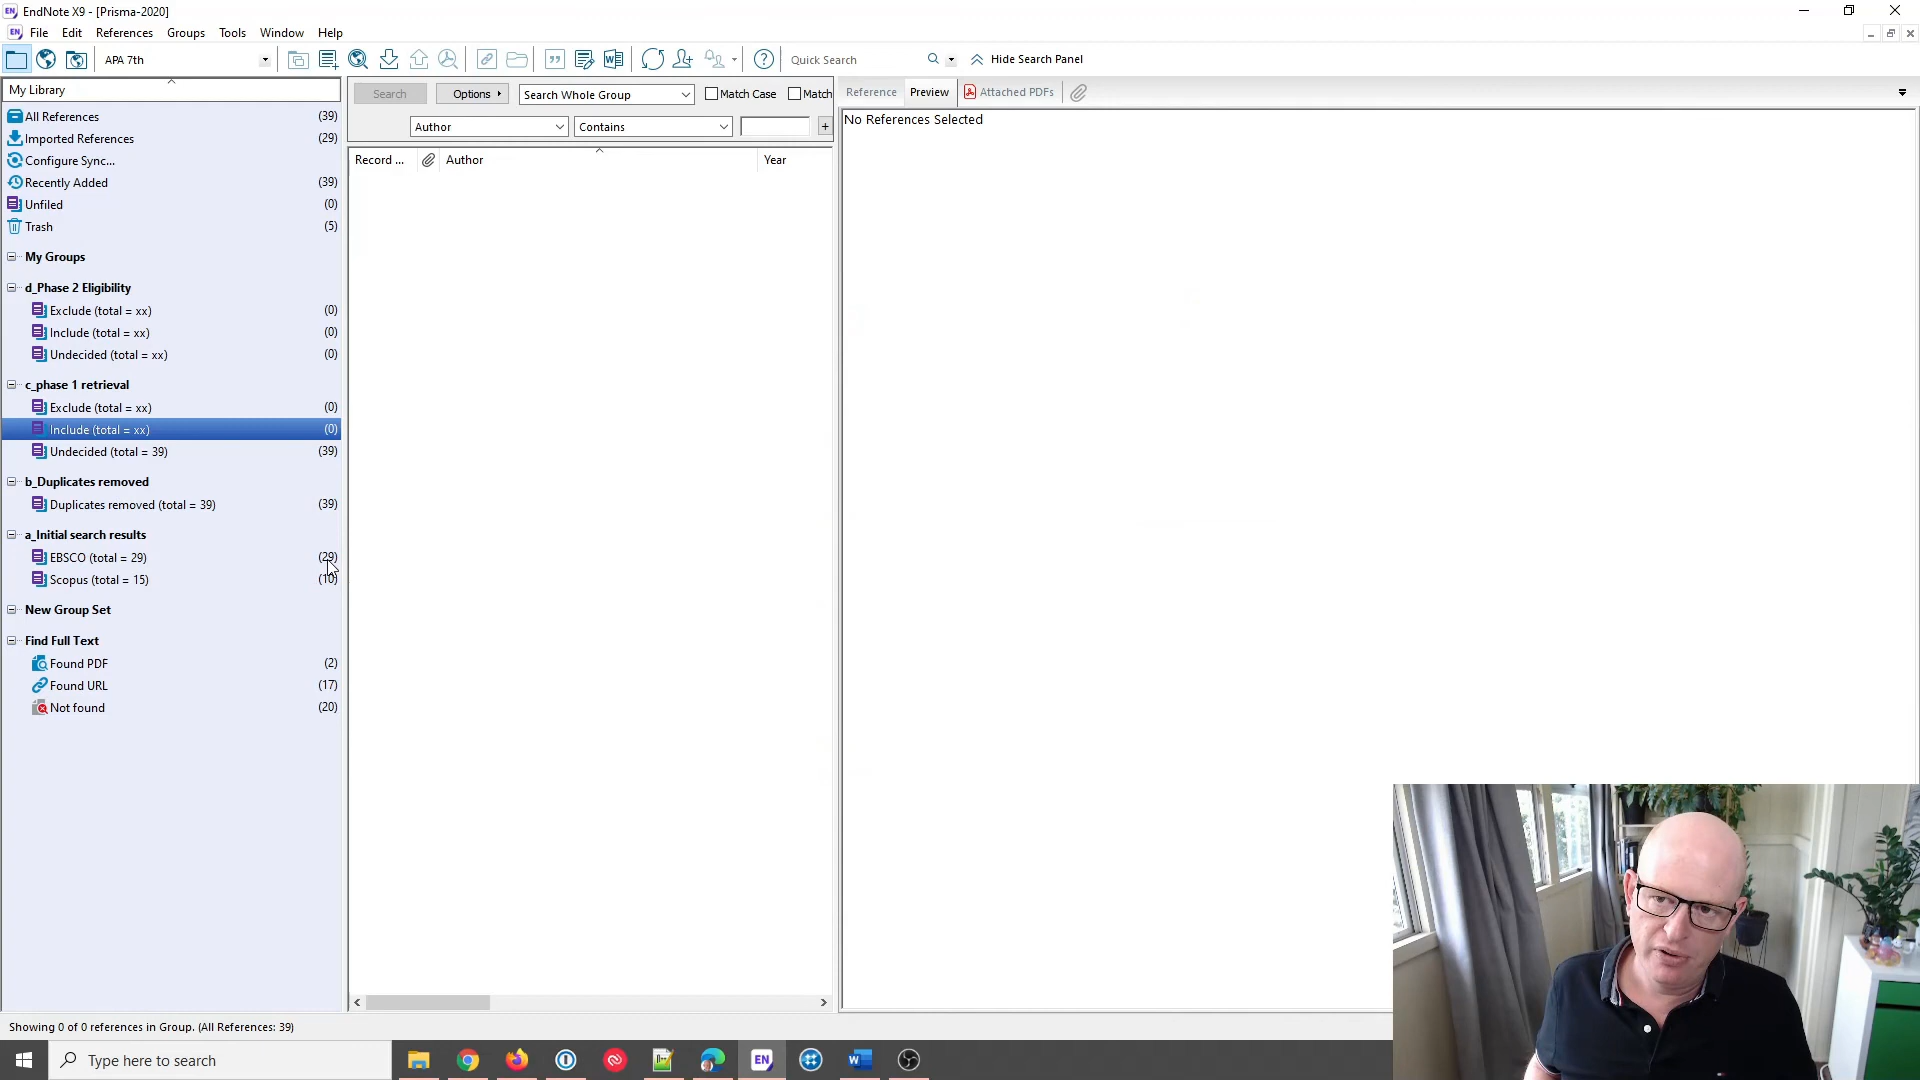 EndNote X9 - [Prisma-2020]
File Edit References Groups Tools Window Help
APA 7th
Quick Search
Hide Search Panel
My Library
All References (39)
Imported References (29)
Configure Sync...
Recently Added (39)
Unfiled (0)
Trash (5)
My Groups
d_Phase 2 Eligibility
Exclude (total = xx) (0)
Include (total = xx) (0)
Undecided (total = xx) (0)
c_phase 1 retrieval
Exclude (total = xx) (0)
Include (total = xx) (0)
Undecided (total = 39) (39)
b_Duplicates removed
Duplicates removed (total = 39) (39)
a_Initial search results
EBSCO (total = 29) (29)
Scopus (total = 15) (10)
New Group Set
Find Full Text
Found PDF (2)
Found URL (17)
Not found (20)
Search Options Search Whole Group Match Case Match
Author Contains +
Record ... Author Year
Reference Preview Attached PDFs
No References Selected
Showing 0 of 0 references in Group. (All References: 39)
Type here to search
EN